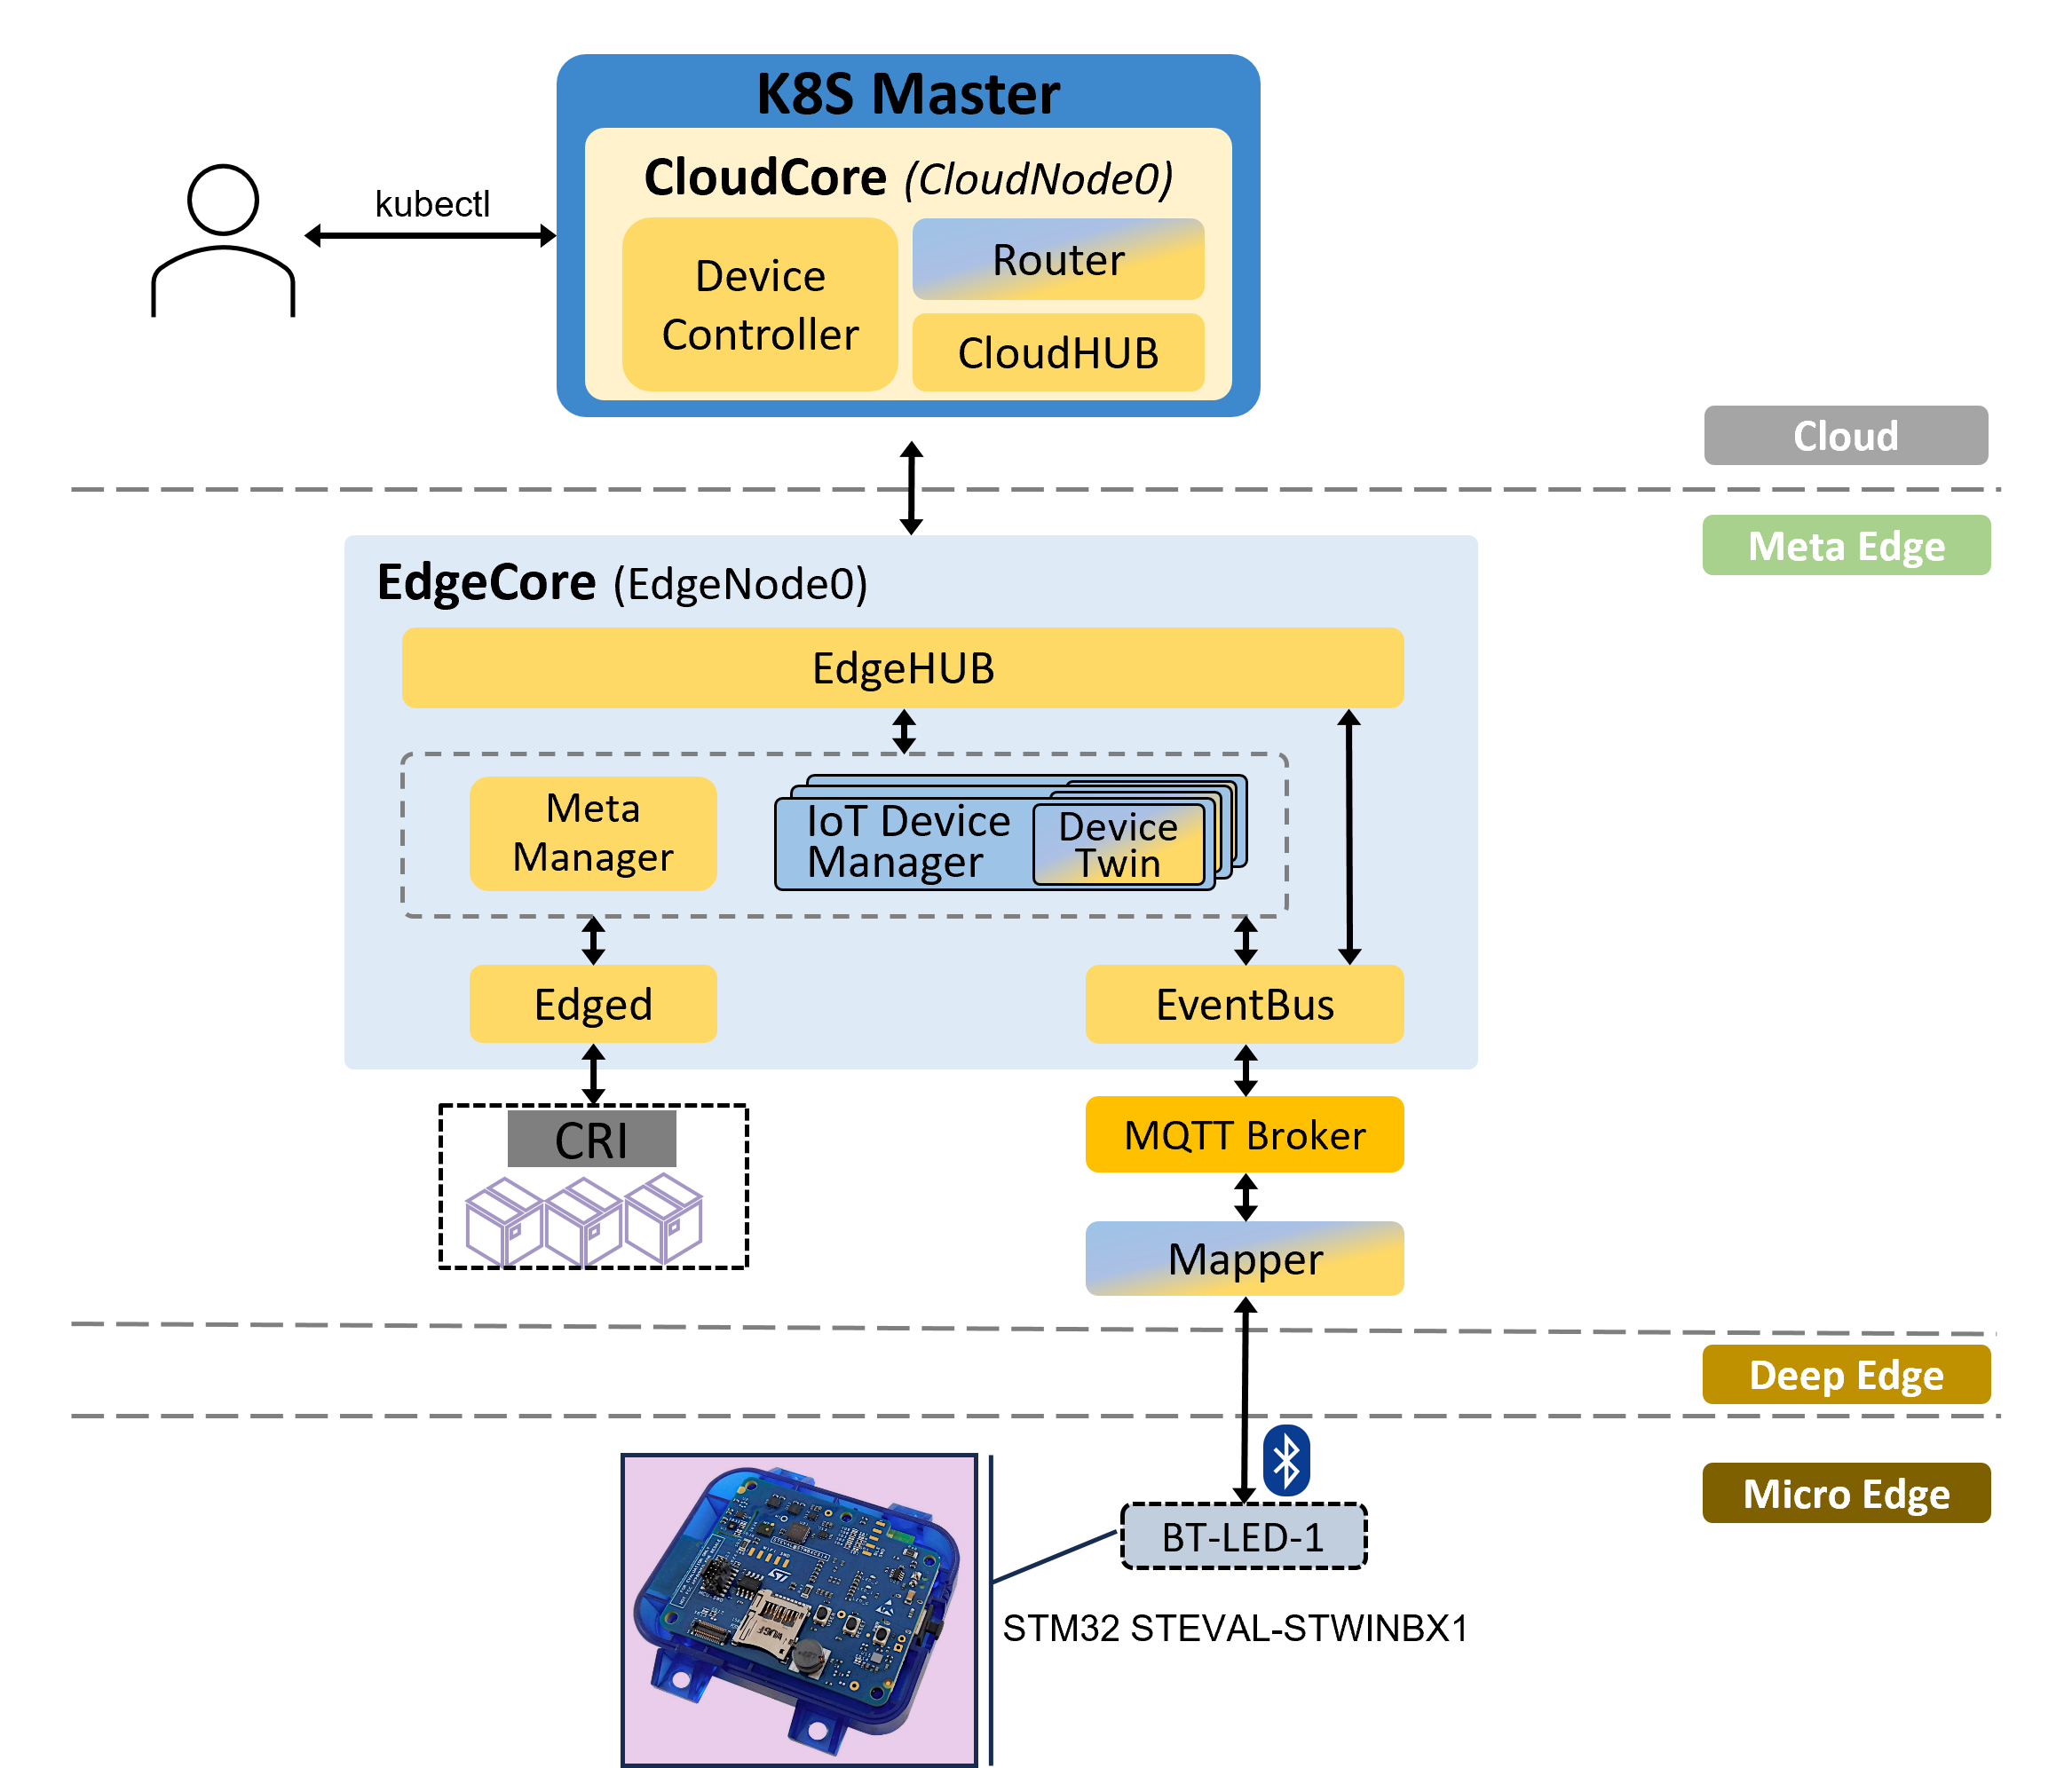 K8S Master
CloudCore (CloudNode0)
kubectl
Device
Controller
Router
CloudHUB
Cloud
Meta Edge
EdgeCore (EdgeNode0)
EdgeHUB
Meta
Manager
IoT Device
Manager
Device
Twin
Edged
EventBus
CRI
MQTT Broker
Mapper
Deep Edge
Micro Edge
BT-LED-1
STM32 STEVAL-STWINBX1